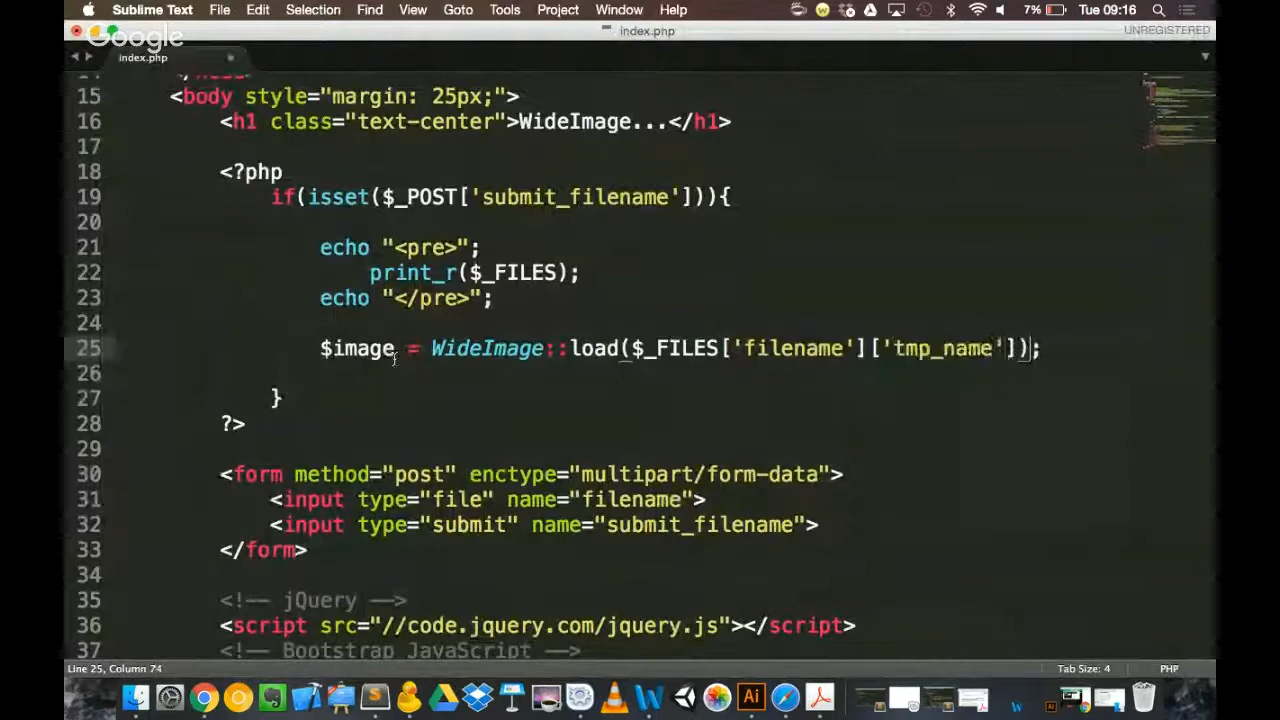 Sublime Text File Edit Selection Find View Goto Tools Project Window Help 7% Tue 09:16
index.php UNREGISTERED
Google
index.php
15 <body style="margin: 25px;">
16 <h1 class="text-center">WideImage...</h1>
17
18 <?php
19 if(isset($_POST['submit_filename'])){
20
21 echo "<pre>";
22 print_r($_FILES);
23 echo "</pre>";
24
25 $image = WideImage::load($_FILES['filename']['tmp_name']);
26
27 }
28 ?>
29
30 <form method="post" enctype="multipart/form-data">
31 <input type="file" name="filename">
32 <input type="submit" name="submit_filename">
33 </form>
34
35 <!-- jQuery -->
36 <script src="//code.jquery.com/jquery.js"></script>
37 <!-- Bootstrap JavaScript -->
Line 25, Column 74 Tab Size: 4 PHP